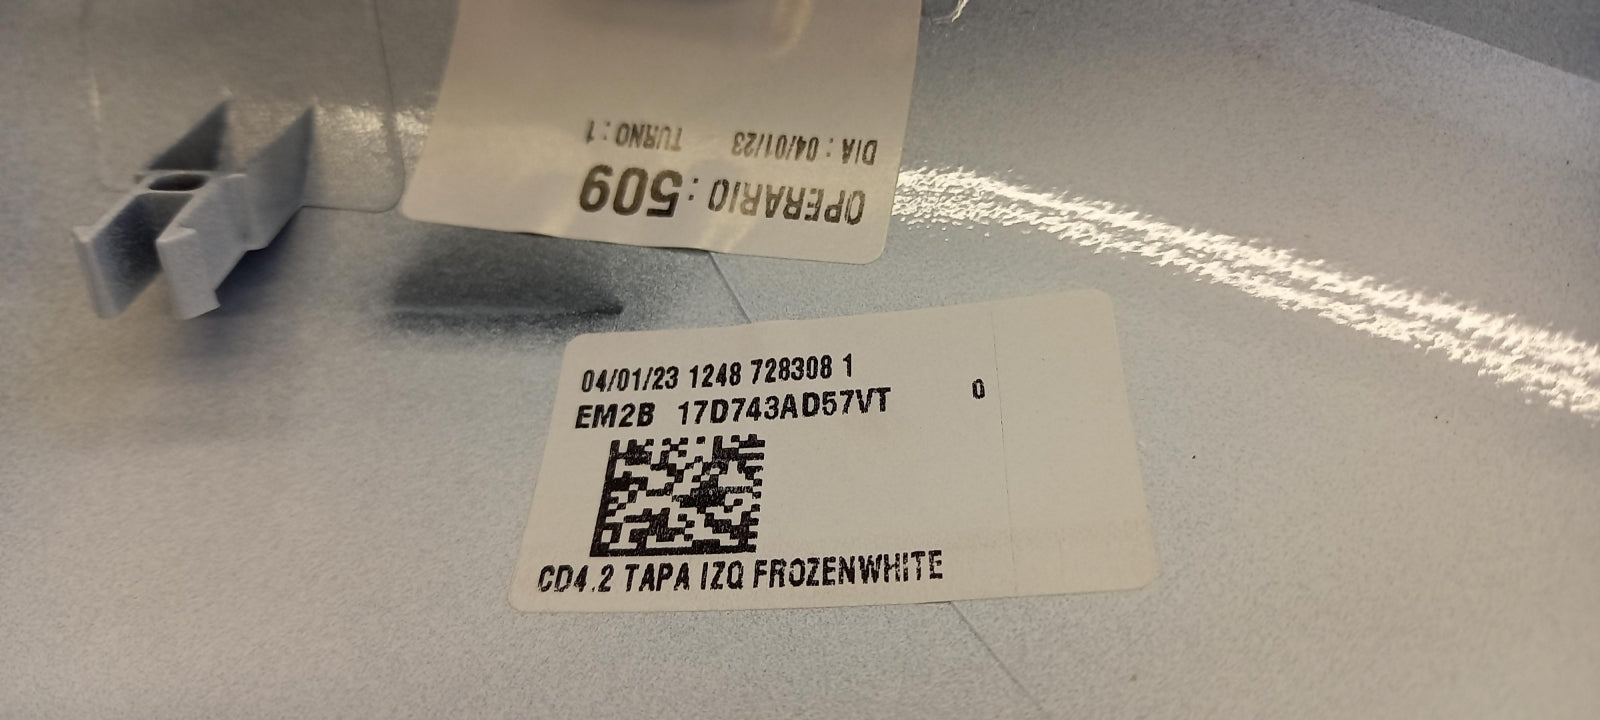 OPERARIO : 509
DIA : 04/01/23 TURNO : 1
04/01/23 1248 728308 1
EM2B 17D743AD57VT 0
CD4.2 TAPA IZQ FROZENWHITE